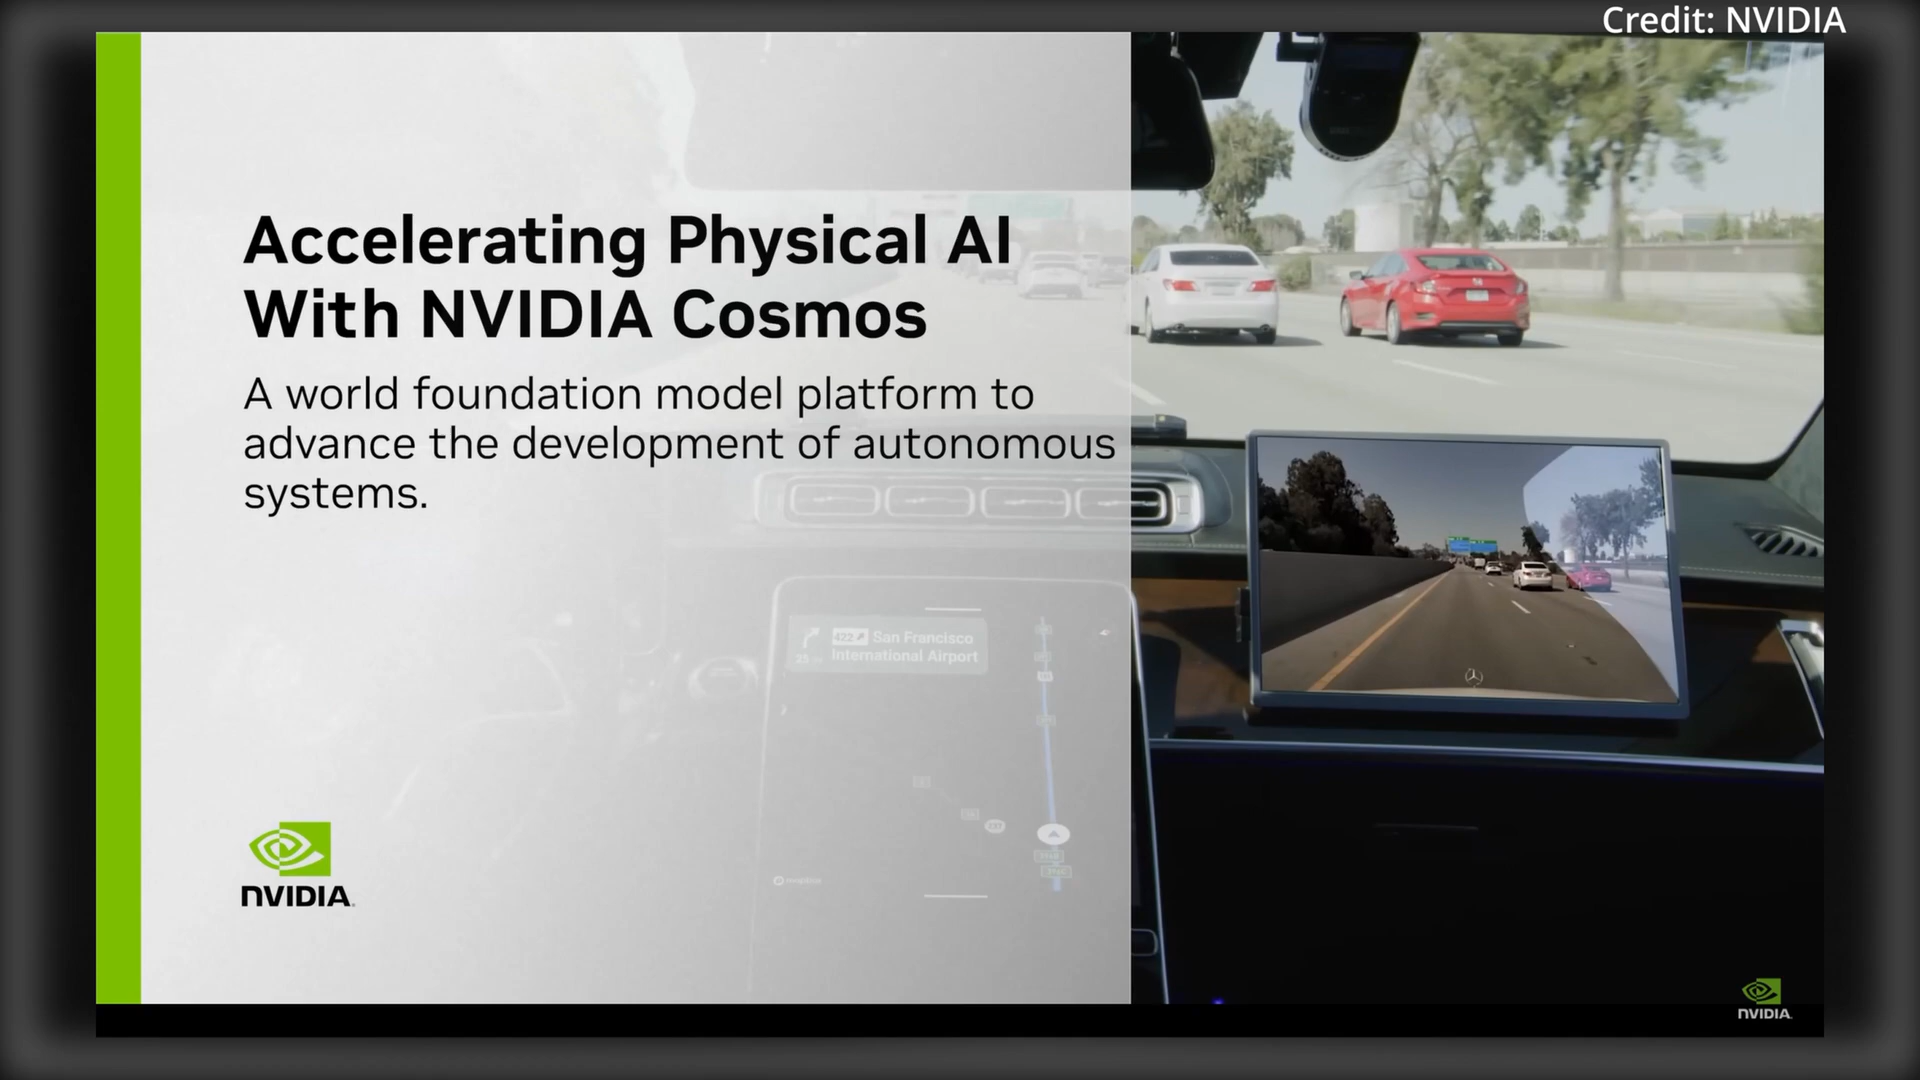 Credit: NVIDIA
Accelerating Physical AI
With NVIDIA Cosmos
A world foundation model platform to
advance the development of autonomous
systems.
422 San Francisco
International Airport
NVIDIA
NVIDIA